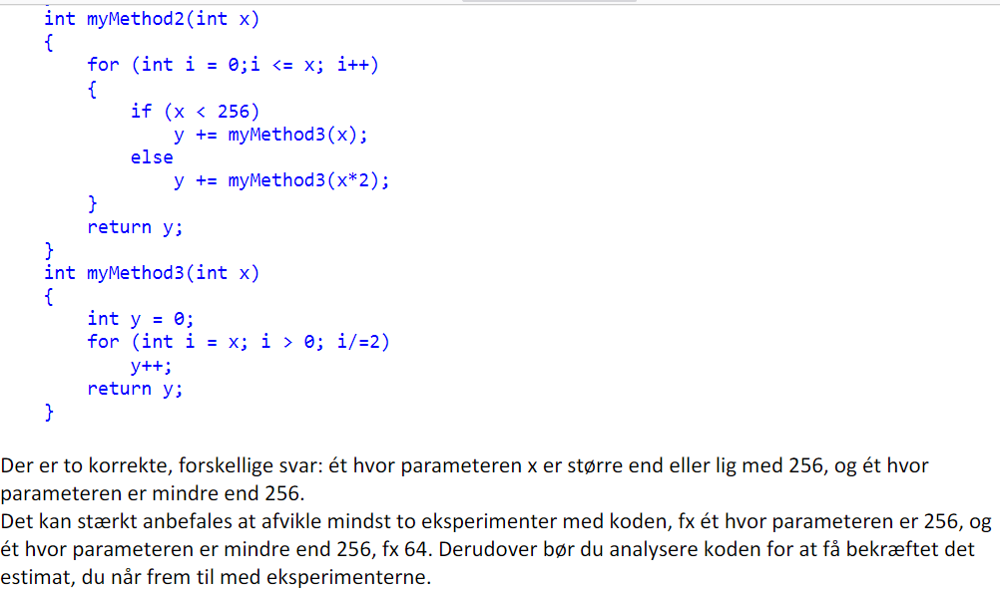 int myMethod2(int x)
{
    for (int i = 0;i <= x; i++)
    {
        if (x < 256)
            y += myMethod3(x);
        else
            y += myMethod3(x*2);
    }
    return y;
}
int myMethod3(int x)
{
    int y = 0;
    for (int i = x; i > 0; i/=2)
        y++;
    return y;
}
Der er to korrekte, forskellige svar: ét hvor parameteren x er større end eller lig med 256, og ét hvor
parameteren er mindre end 256.
Det kan stærkt anbefales at afvikle mindst to eksperimenter med koden, fx ét hvor parameteren er 256, og
ét hvor parameteren er mindre end 256, fx 64. Derudover bør du analysere koden for at få bekræftet det
estimat, du når frem til med eksperimenterne.